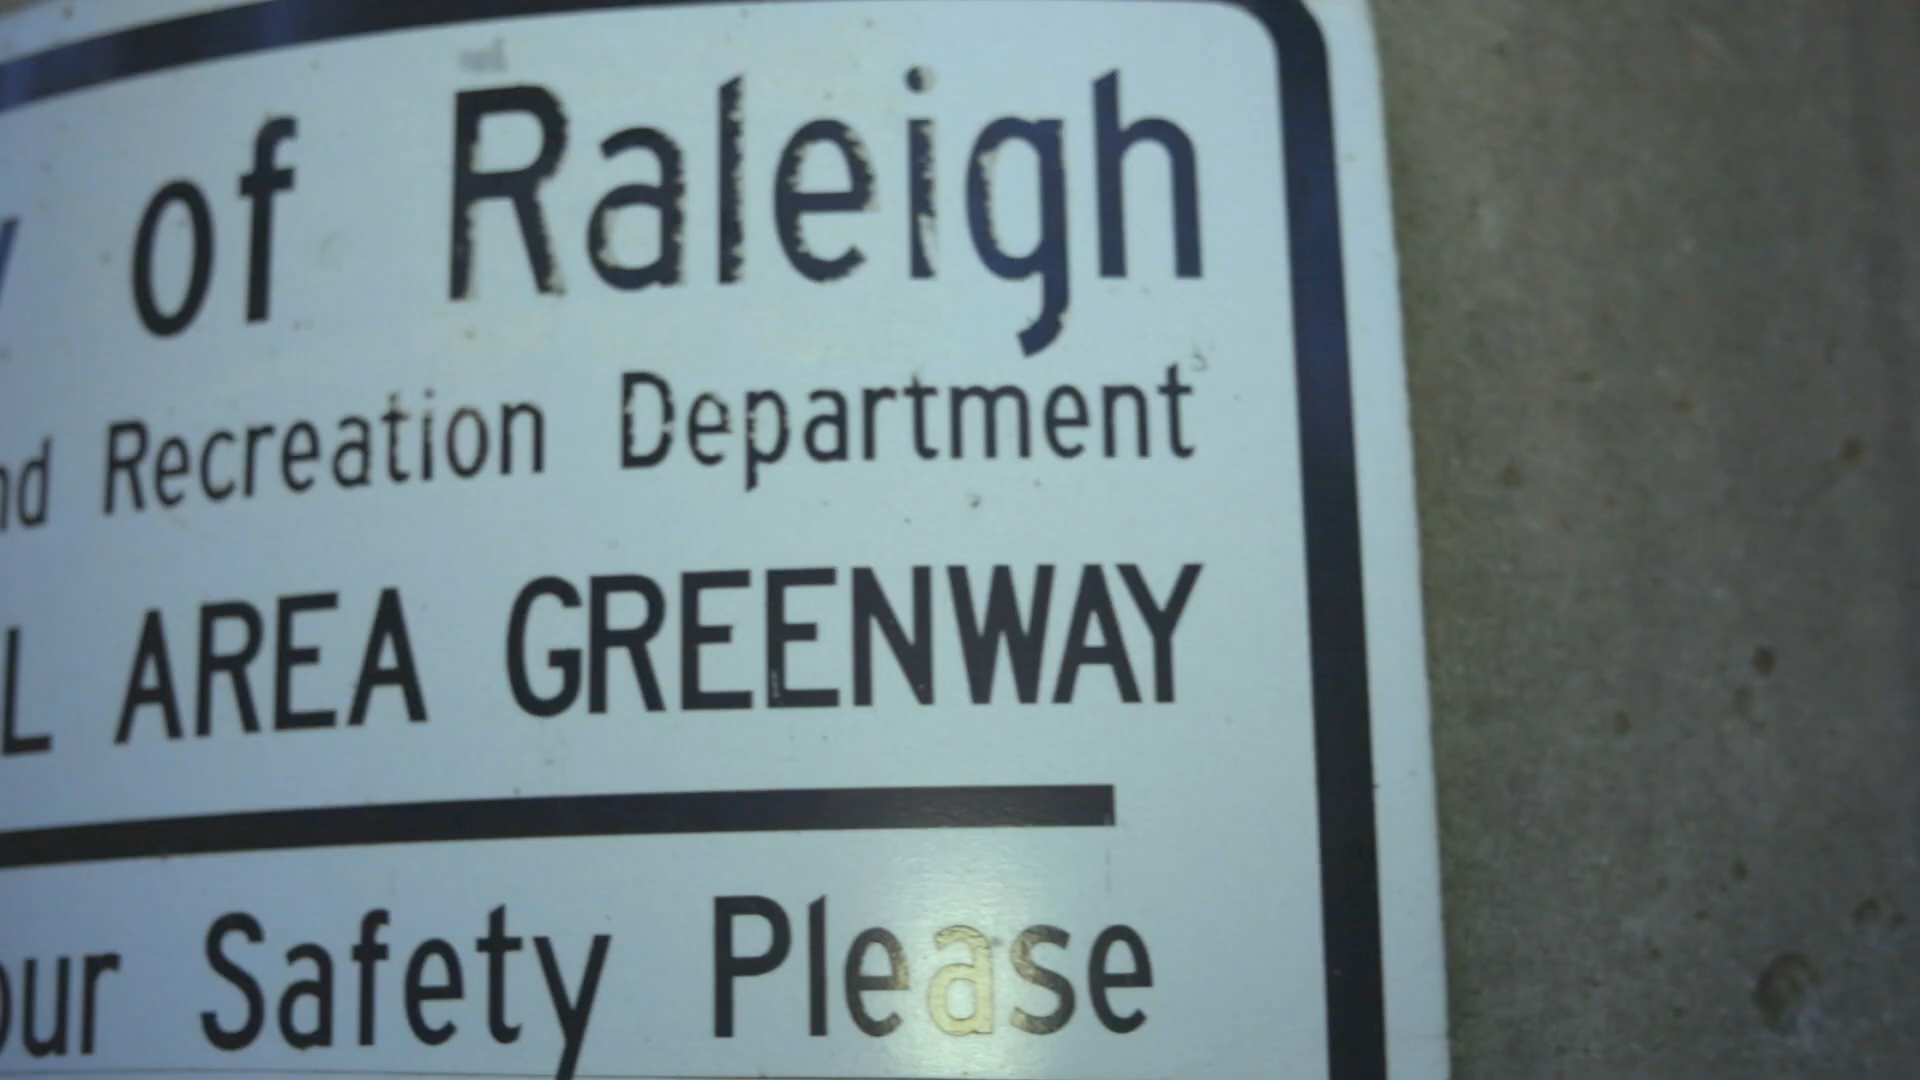 y of Raleigh
nd Recreation Department
L AREA GREENWAY
our Safety Please